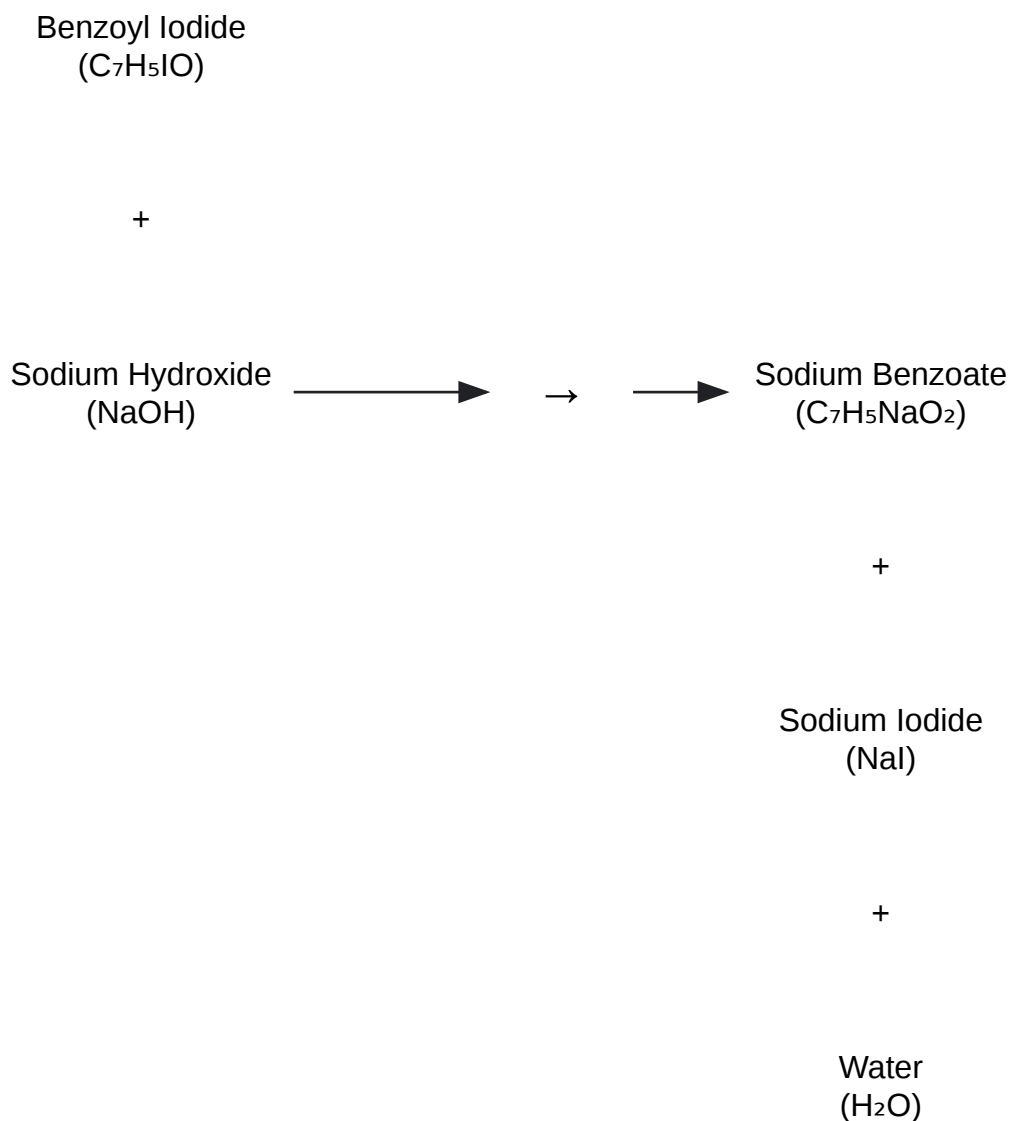 Benzoyl Iodide
(C₇H₅IO)
+
Sodium Hydroxide
(NaOH)
→
Sodium Benzoate
(C₇H₅NaO₂)
+
Sodium Iodide
(NaI)
+
Water
(H₂O)